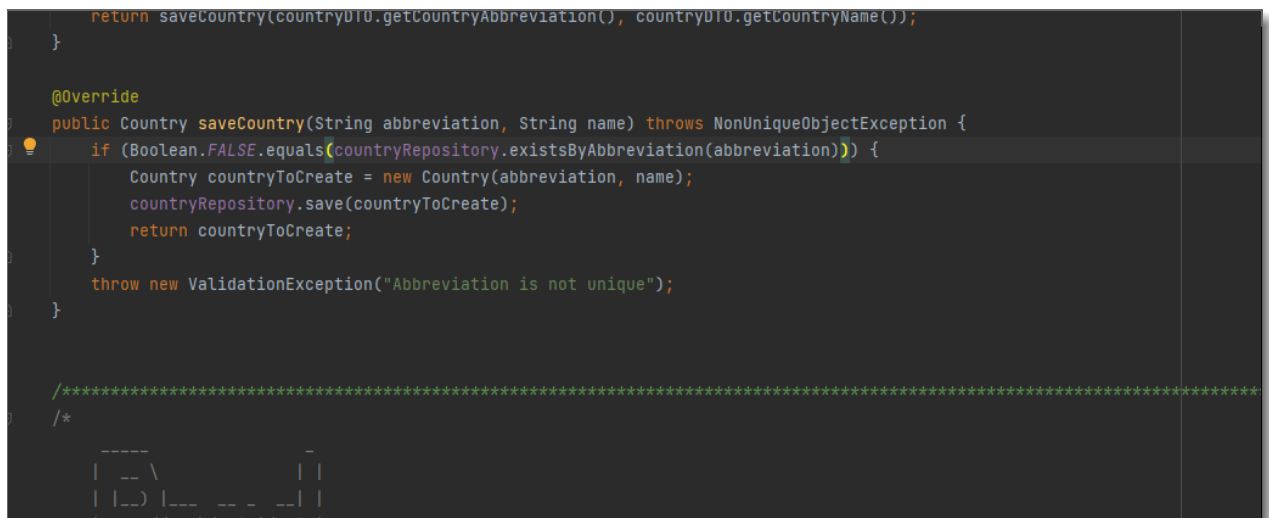 return saveCountry(countryDTO.getCountryAbbreviation(), countryDTO.getCountryName());
}
@Override
public Country saveCountry(String abbreviation, String name) throws NonUniqueObjectException {
if (Boolean.FALSE.equals(countryRepository.existsByAbbreviation(abbreviation))) {
Country countryToCreate = new Country(abbreviation, name);
countryRepository.save(countryToCreate);
return countryToCreate;
}
throw new ValidationException("Abbreviation is not unique");
}
/*